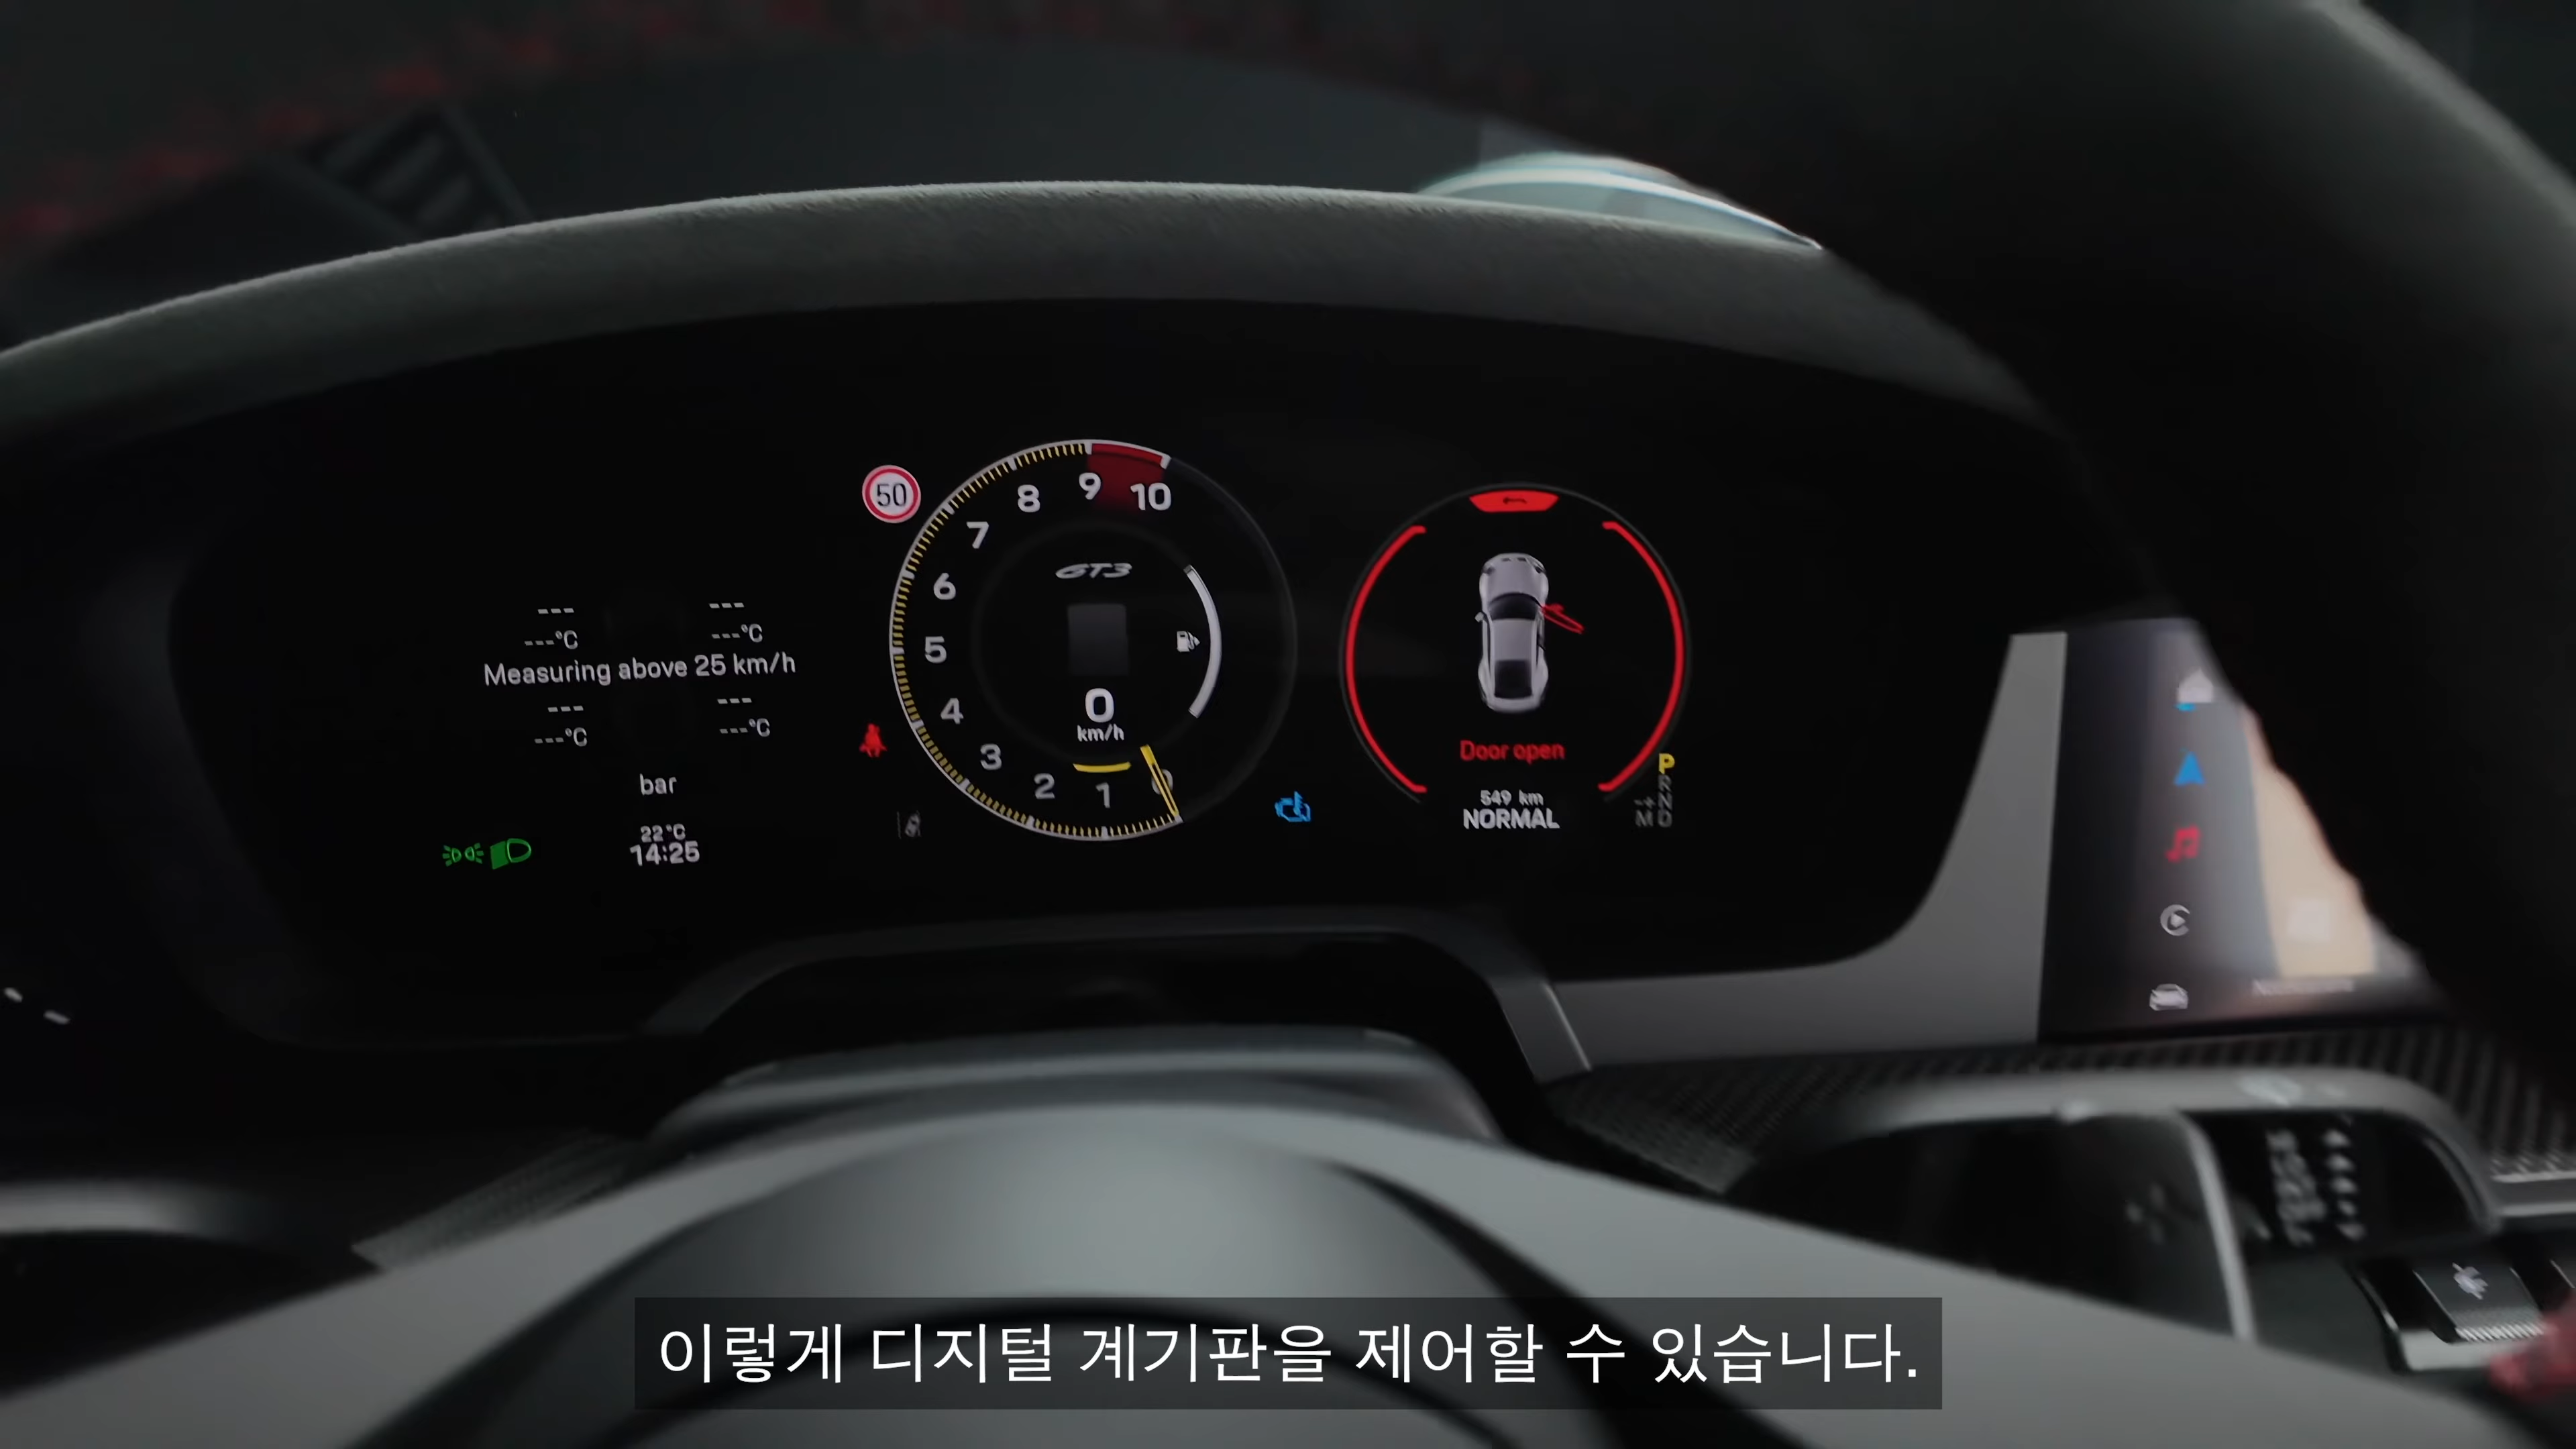 50
8 9 10
7
6
5
4
3
2 1 0
GT3
0
km/h
--- ---
---°C ---°C
Measuring above 25 km/h
--- ---
---°C ---°C
bar
22°C
14:25
Door open
549 km
NORMAL
P
R
N
D
-+
M
이렇게 디지털 계기판을 제어할 수 있습니다.